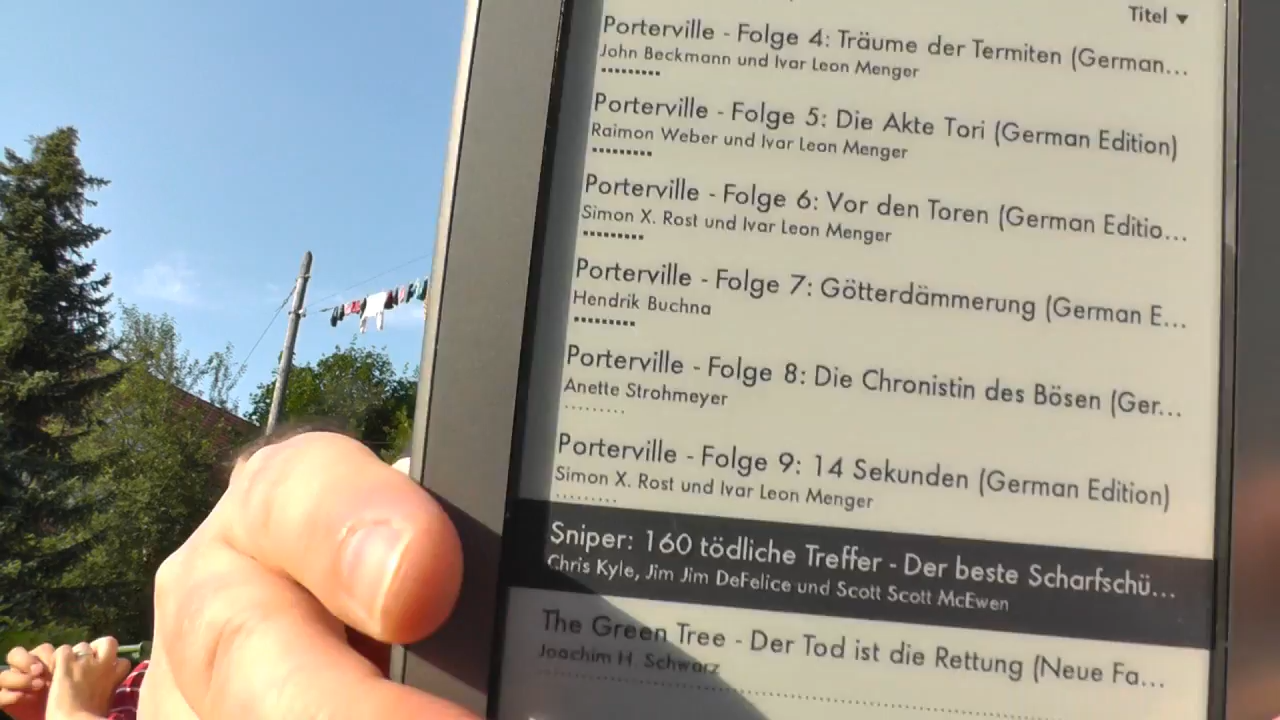 Titel ▼
Porterville - Folge 4: Träume der Termiten (German...
John Beckmann und Ivar Leon Menger
Porterville - Folge 5: Die Akte Tori (German Edition)
Raimon Weber und Ivar Leon Menger
Porterville - Folge 6: Vor den Toren (German Editio...
Simon X. Rost und Ivar Leon Menger
Porterville - Folge 7: Götterdämmerung (German E...
Hendrik Buchna
Porterville - Folge 8: Die Chronistin des Bösen (Ger...
Anette Strohmeyer
Porterville - Folge 9: 14 Sekunden (German Edition)
Simon X. Rost und Ivar Leon Menger
Sniper: 160 tödliche Treffer - Der beste Scharfschü...
Chris Kyle, Jim Jim DeFelice und Scott Scott McEwen
The Green Tree - Der Tod ist die Rettung (Neue Fa...
Joachim H. Schwarz